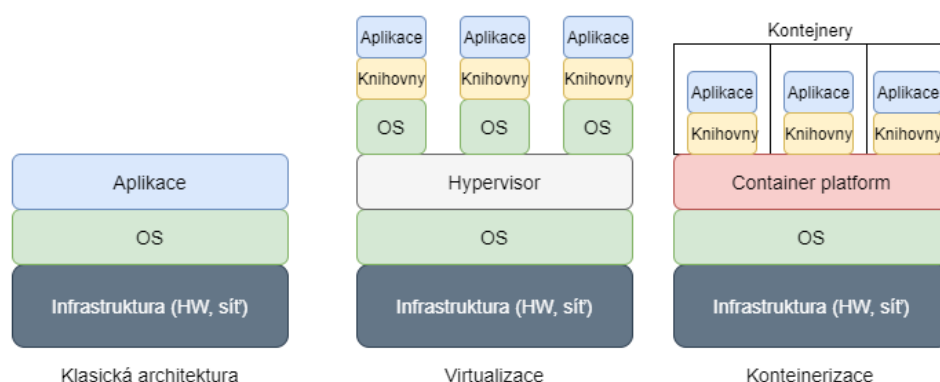 Aplikace
OS
Infrastruktura (HW, síť)
Klasická architektura
Aplikace Aplikace Aplikace
Knihovny Knihovny Knihovny
OS OS OS
Hypervisor
OS
Infrastruktura (HW, síť)
Virtualizace
Kontejnery
Aplikace Aplikace Aplikace
Knihovny Knihovny Knihovny
Container platform
OS
Infrastruktura (HW, síť)
Kontejnerizace